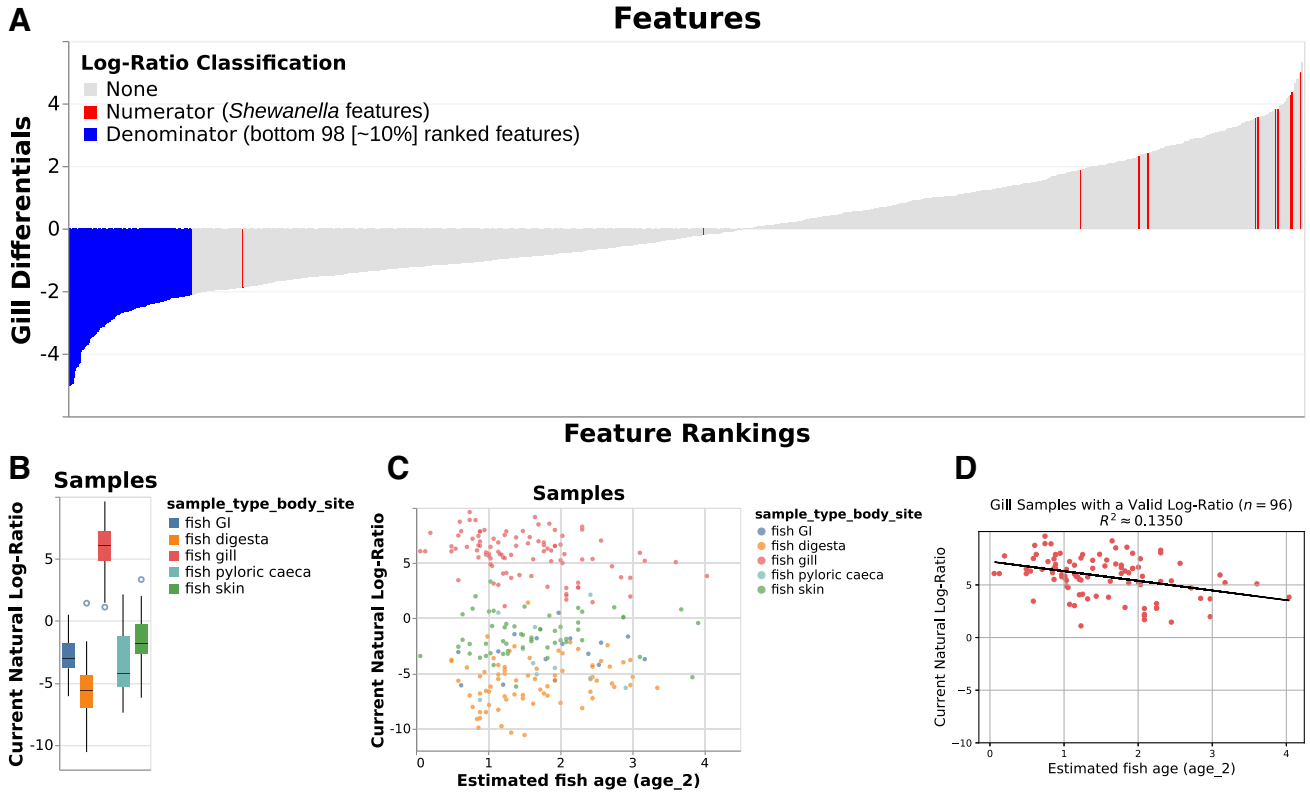 A
Features
Log-Ratio Classification
None
Numerator (Shewanella features)
Denominator (bottom 98 [~10%] ranked features)
Gill Differentials
4
2
0
-2
-4
Feature Rankings
B
Samples
Current Natural Log-Ratio
5
0
-5
-10
sample_type_body_site
fish GI
fish digesta
fish gill
fish pyloric caeca
fish skin
C
Samples
Current Natural Log-Ratio
5
0
-5
-10
0 1 2 3 4
Estimated fish age (age_2)
sample_type_body_site
fish GI
fish digesta
fish gill
fish pyloric caeca
fish skin
D
Gill Samples with a Valid Log-Ratio (n = 96)
R² ≈ 0.1350
Current Natural Log-Ratio
5
0
−5
−10
0 1 2 3 4
Estimated fish age (age_2)